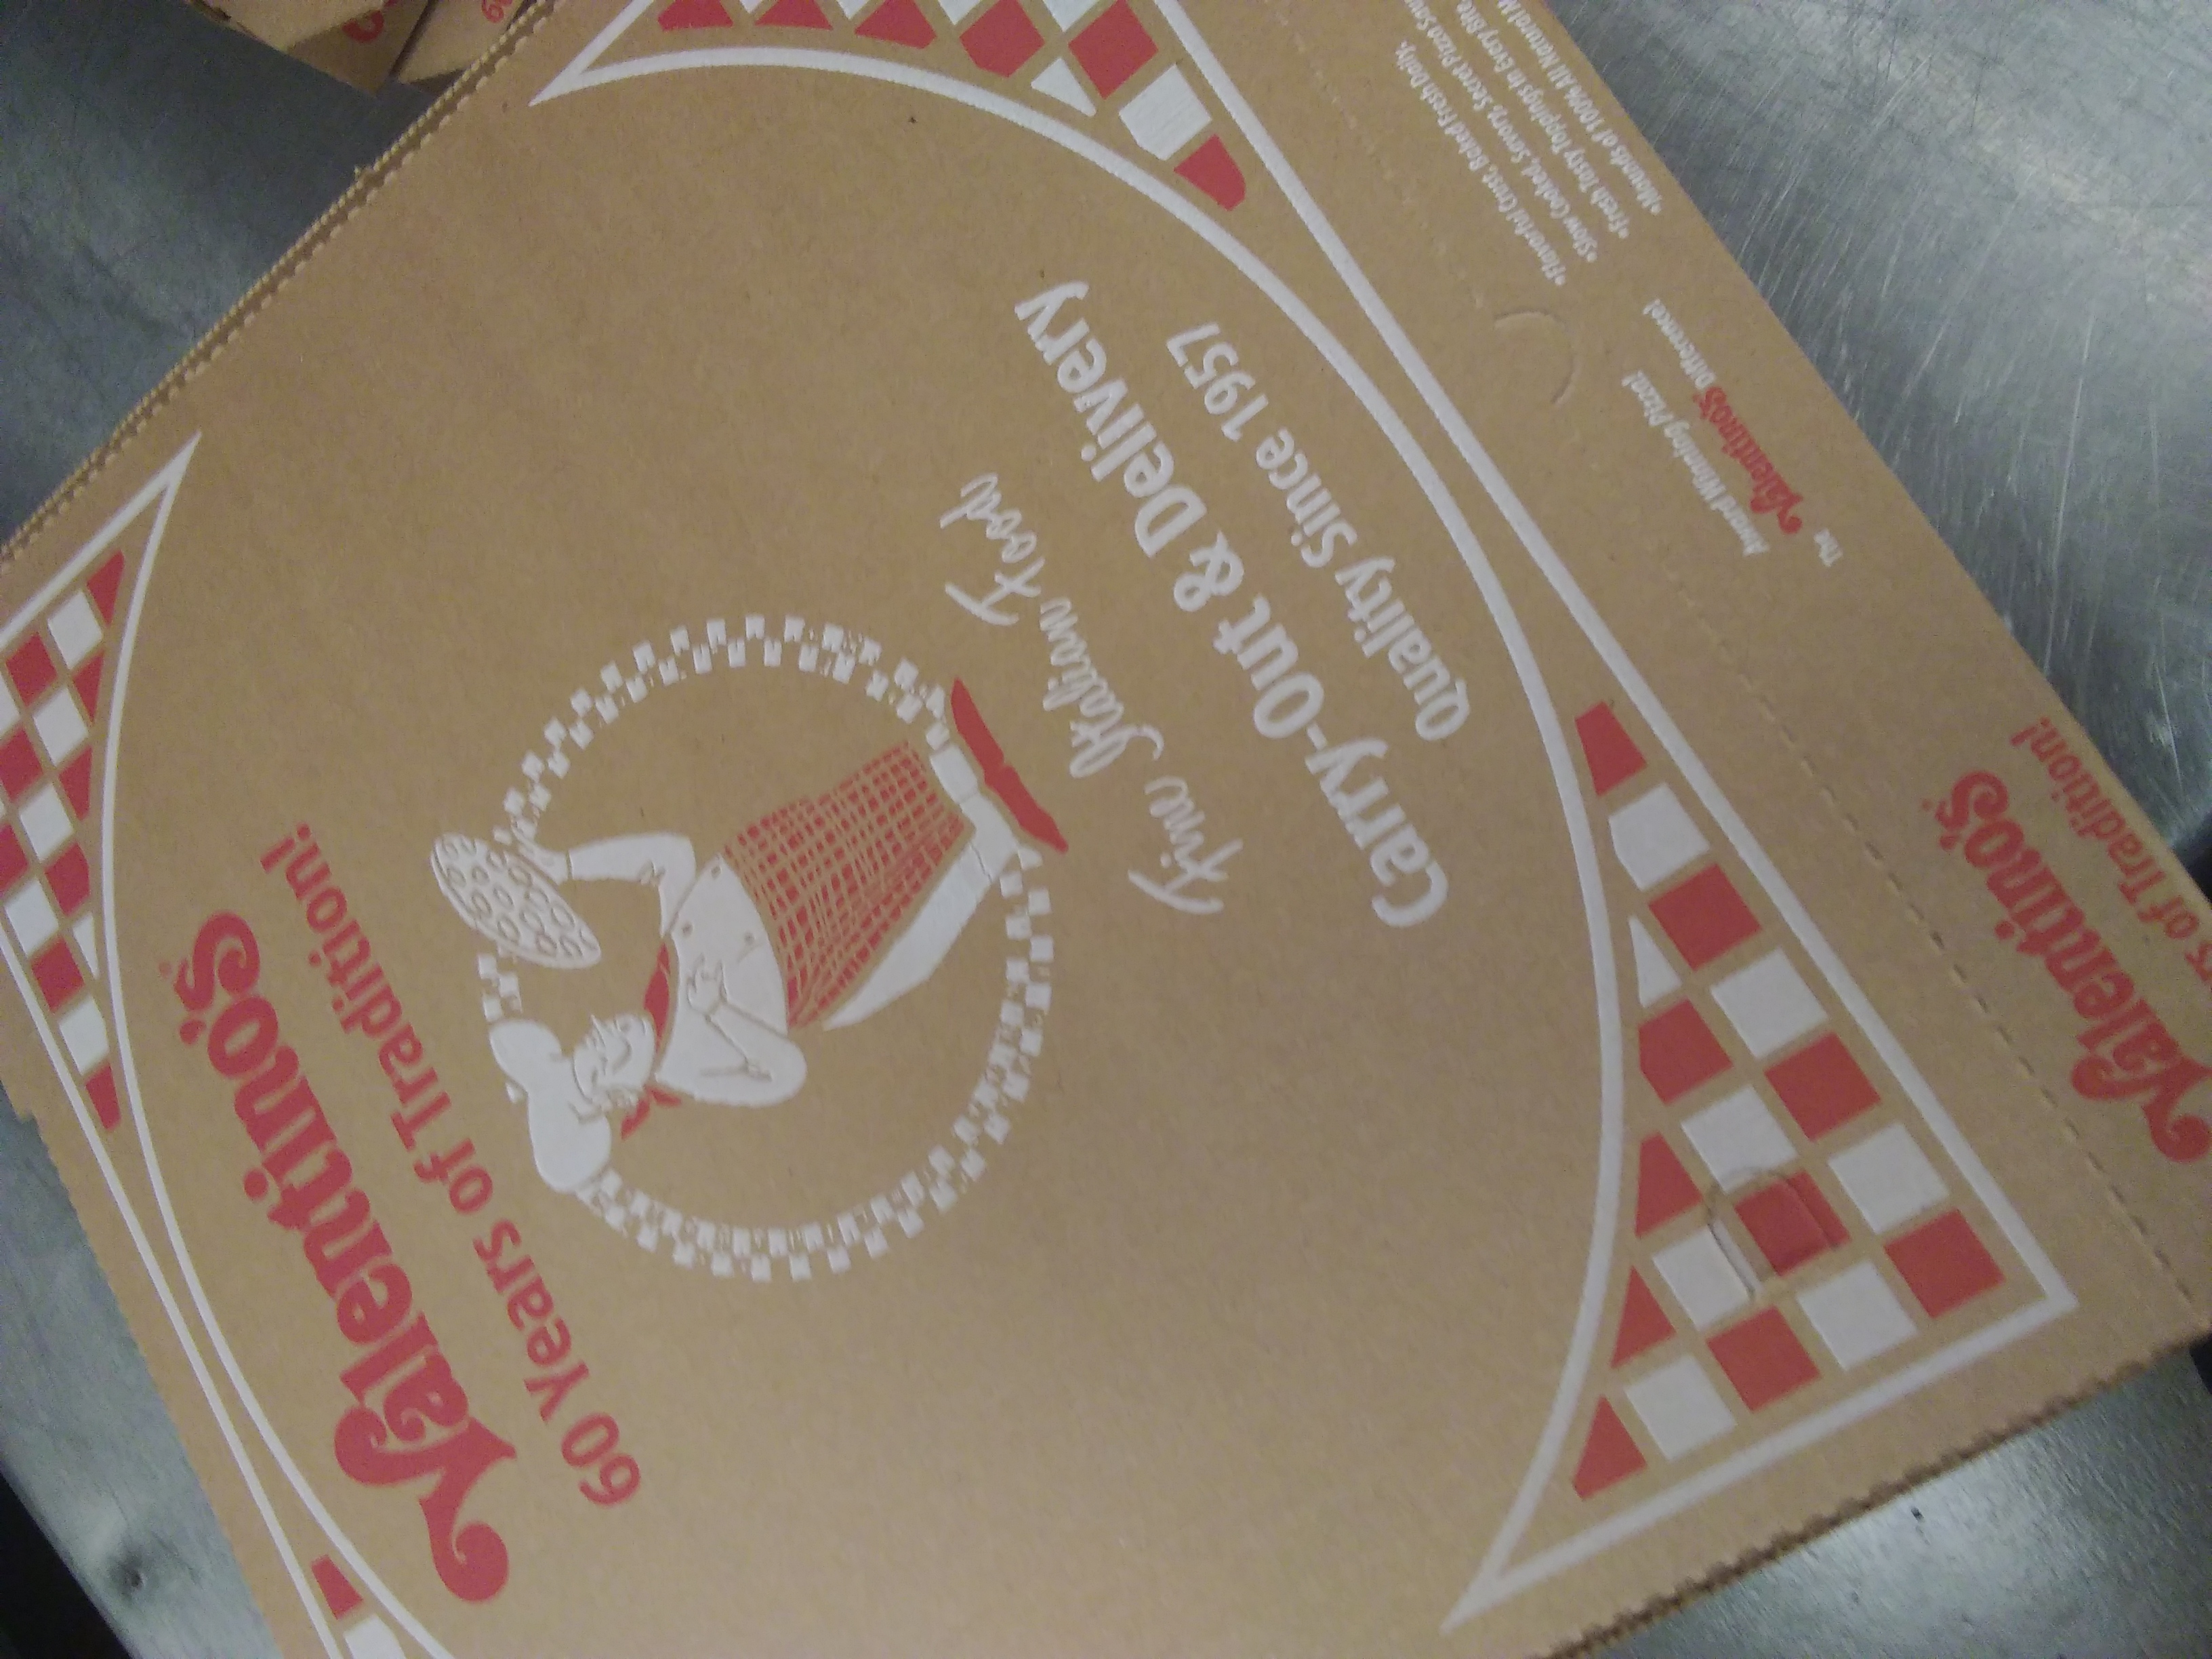 Valentino's
60 Years of Tradition!
Fine Italian Food
Carry-Out & Delivery
Quality Since 1957
•Flavorful Crust, Baked Fresh Daily.
•Slow Cooked, Savory, Secret Pizza
•Fresh Tasty Toppings in Every Bite
•Mounds of 100% All Natural
Award Winning Pizza!
The Valentino's Difference!
Valentino's
of Tradition!